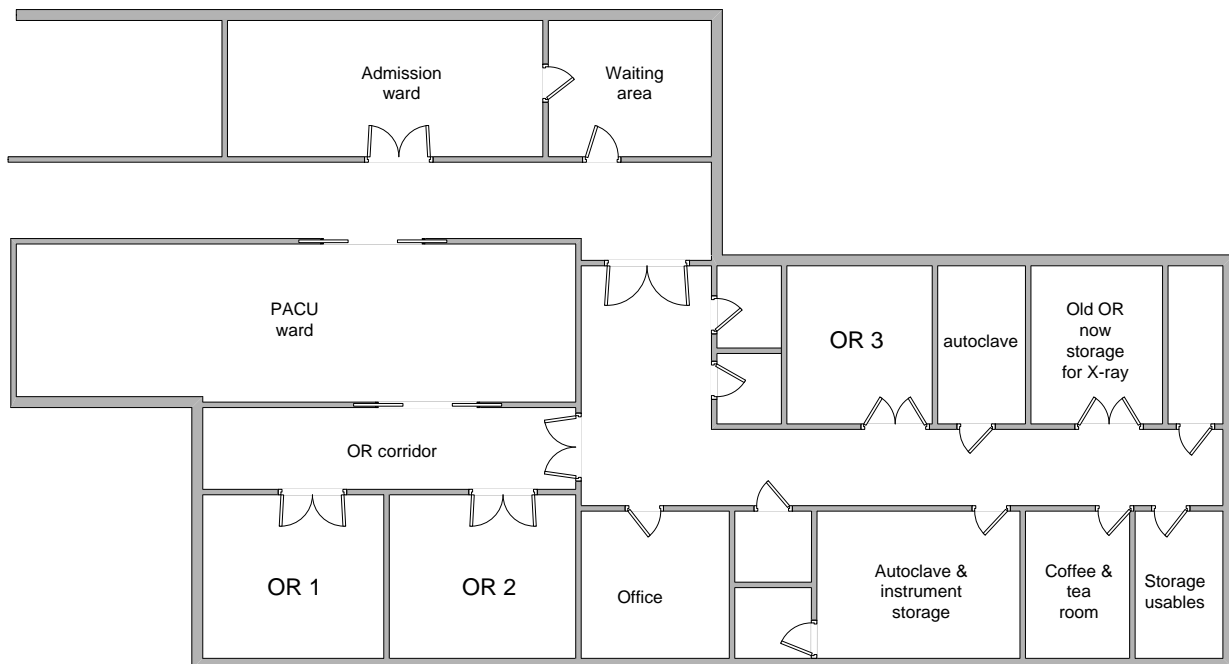 Admission
ward
Waiting
area
PACU
ward
OR 3
autoclave
Old OR
now
storage
for X-ray
OR corridor
OR 1
OR 2
Office
Autoclave &
instrument
storage
Coffee &
tea
room
Storage
usables